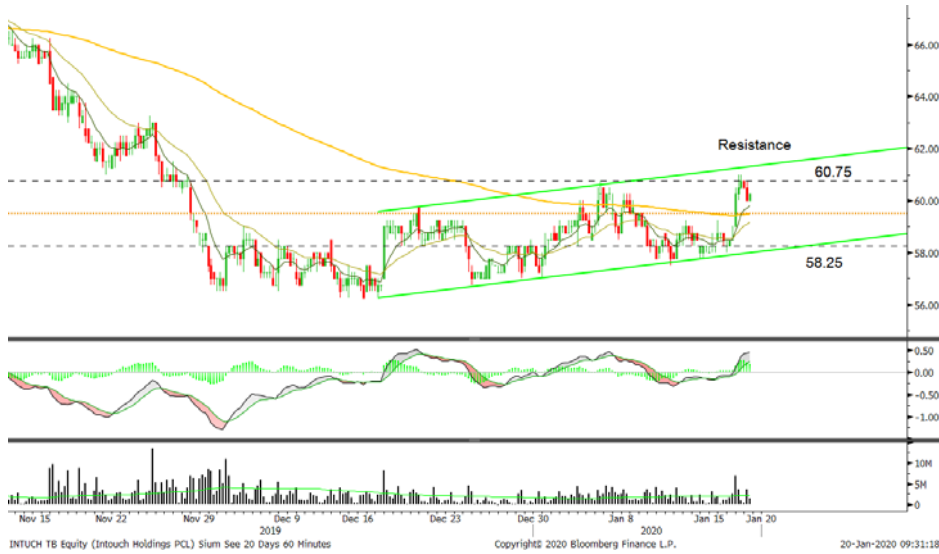 66.00
64.00
Resistance
62.00
60.75
60.00
58.00
58.25
56.00
0.50
0.00
-0.50
-1.00
10M
5M
0
Nov 15 Nov 22 Nov 29 Dec 9 Dec 16 Dec 23 Dec 30 Jan 8 Jan 15 Jan 20
2019 2020
INTUCH TB Equity (Intouch Holdings PCL) Sium See 20 Days 60 Minutes Copyright© 2020 Bloomberg Finance L.P. 20-Jan-2020 09:31:18